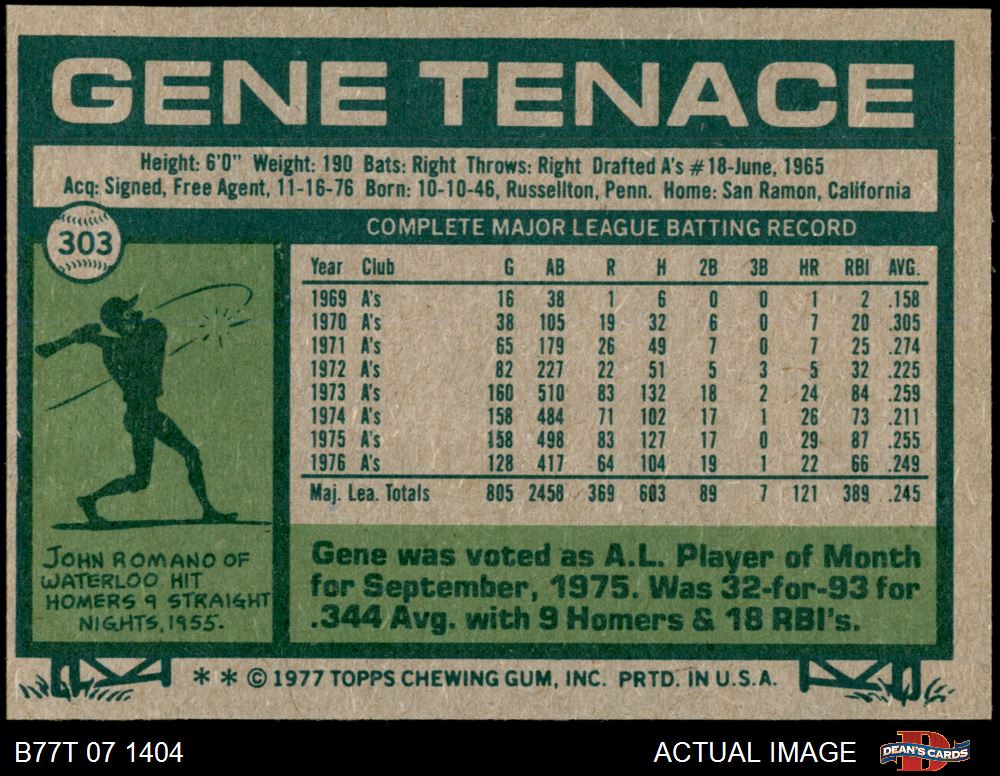 GENE TENACE
Height: 6'0" Weight: 190 Bats: Right Throws: Right Drafted A's #18-June, 1965
Acq: Signed, Free Agent, 11-16-76 Born: 10-10-46, Russellton, Penn. Home: San Ramon, California
303
COMPLETE MAJOR LEAGUE BATTING RECORD
Year Club G AB R H 2B 3B HR RBI AVG.
1969 A's 16 38 1 6 0 0 1 2 .158
1970 A's 38 105 19 32 6 0 7 20 .305
1971 A's 65 179 26 49 7 0 7 25 .274
1972 A's 82 227 22 51 5 3 5 32 .225
1973 A's 160 510 83 132 18 2 24 84 .259
1974 A's 158 484 71 102 17 1 26 73 .211
1975 A's 158 498 83 127 17 0 29 87 .255
1976 A's 128 417 64 104 19 1 22 66 .249
Maj. Lea. Totals 805 2458 369 603 89 7 121 389 .245
JOHN ROMANO OF
WATERLOO HIT
HOMERS 9 STRAIGHT
NIGHTS, 1955.
Gene was voted as A.L. Player of Month
for September, 1975. Was 32-for-93 for
.344 Avg. with 9 Homers & 18 RBI's.
* * © 1977 TOPPS CHEWING GUM, INC. PRTD. IN U.S.A.
B77T 07 1404
ACTUAL IMAGE
DEAN'S CARDS